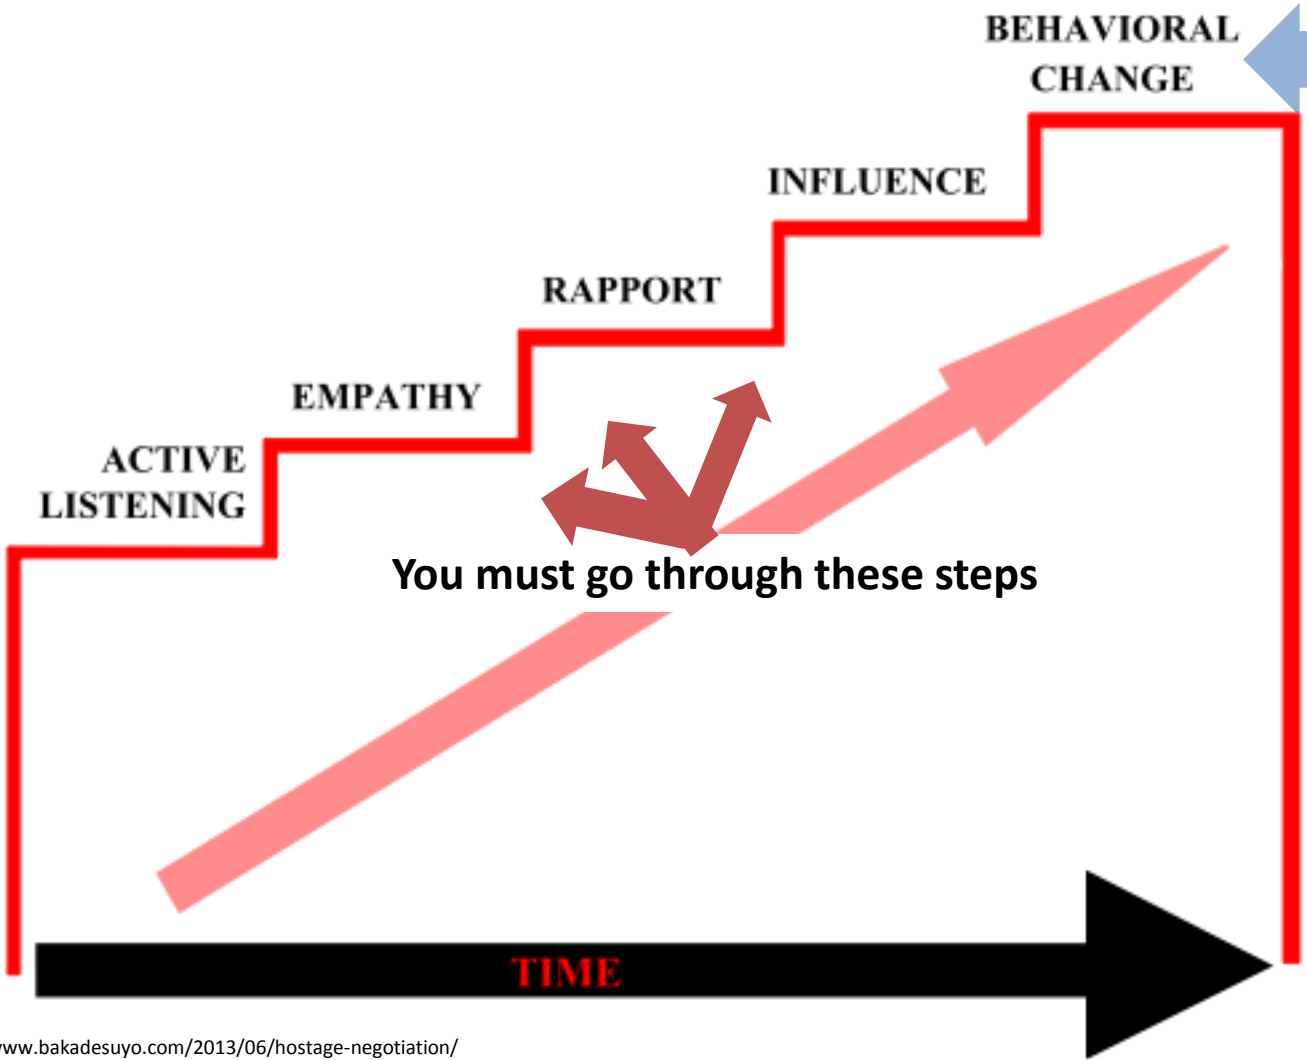 BEHAVIORAL
CHANGE
INFLUENCE
RAPPORT
EMPATHY
ACTIVE
LISTENING
You must go through these steps
TIME
ww.bakadesuyo.com/2013/06/hostage-negotiation/